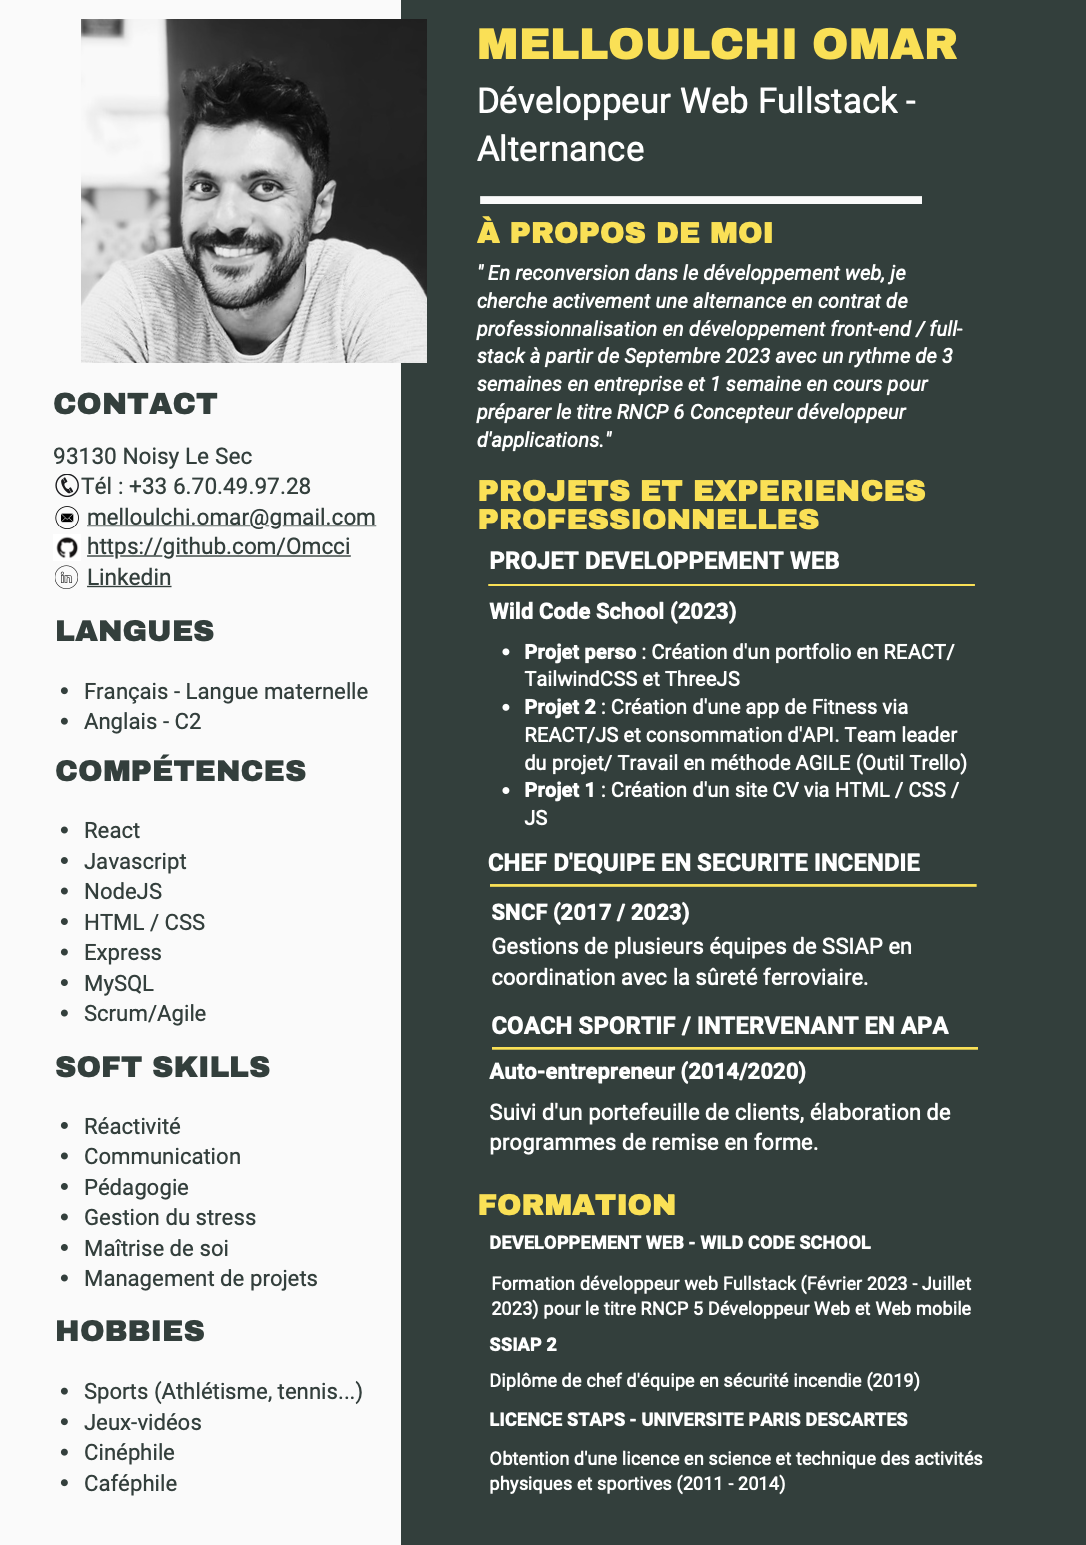 MELLOULCHI OMAR
Développeur Web Fullstack -
Alternance
À PROPOS DE MOI
" En reconversion dans le développement web, je
cherche activement une alternance en contrat de
professionnalisation en développement front-end / full-
stack à partir de Septembre 2023 avec un rythme de 3
semaines en entreprise et 1 semaine en cours pour
préparer le titre RNCP 6 Concepteur développeur
d'applications."
CONTACT
93130 Noisy Le Sec
Tél : +33 6.70.49.97.28
melloulchi.omar@gmail.com
https://github.com/Omcci
in Linkedin
LANGUES
• Français - Langue maternelle
• Anglais - C2
COMPÉTENCES
• React
• Javascript
• NodeJS
• HTML / CSS
• Express
• MySQL
• Scrum/Agile
SOFT SKILLS
• Réactivité
• Communication
• Pédagogie
• Gestion du stress
• Maîtrise de soi
• Management de projets
HOBBIES
• Sports (Athlétisme, tennis...)
• Jeux-vidéos
• Cinéphile
• Caféphile
PROJETS ET EXPERIENCES
PROFESSIONNELLES
PROJET DEVELOPPEMENT WEB
Wild Code School (2023)
• Projet perso : Création d'un portfolio en REACT/
TailwindCSS et ThreeJS
• Projet 2 : Création d'une app de Fitness via
REACT/JS et consommation d'API. Team leader
du projet/ Travail en méthode AGILE (Outil Trello)
• Projet 1 : Création d'un site CV via HTML / CSS /
JS
CHEF D'EQUIPE EN SECURITE INCENDIE
SNCF (2017 / 2023)
Gestions de plusieurs équipes de SSIAP en
coordination avec la sûreté ferroviaire.
COACH SPORTIF / INTERVENANT EN APA
Auto-entrepreneur (2014/2020)
Suivi d'un portefeuille de clients, élaboration de
programmes de remise en forme.
FORMATION
DEVELOPPEMENT WEB - WILD CODE SCHOOL
Formation développeur web Fullstack (Février 2023 - Juillet
2023) pour le titre RNCP 5 Développeur Web et Web mobile
SSIAP 2
Diplôme de chef d'équipe en sécurité incendie (2019)
LICENCE STAPS - UNIVERSITE PARIS DESCARTES
Obtention d'une licence en science et technique des activités
physiques et sportives (2011 - 2014)